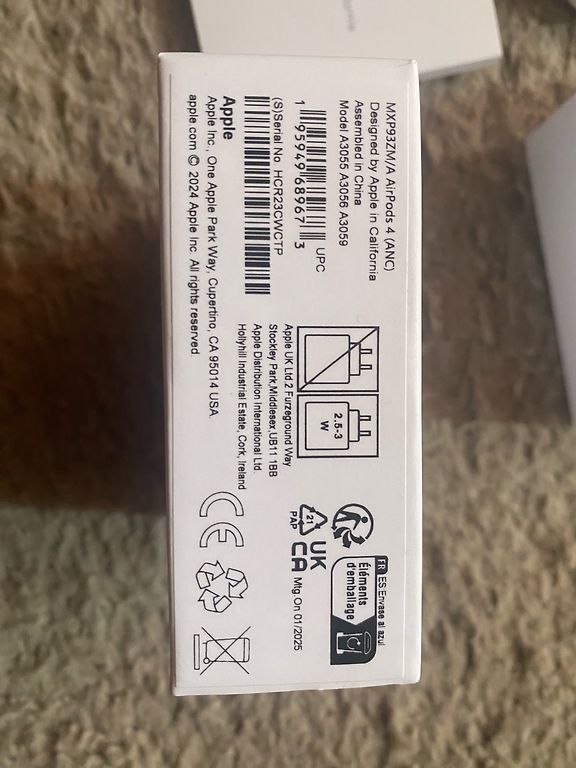 MXP93ZM/A AirPods 4 (ANC)
Designed by Apple in California
Assembled in China
Model A3055 A3056 A3059
UPC
1 95949 68967 3
(S)Serial No. HCR23CWCTP
Apple
Apple Inc., One Apple Park Way, Cupertino, CA 95014 USA
apple.com © 2024 Apple Inc. All rights reserved.
2.5-3
W
Apple UK Ltd.2 Furzeground Way
Stockley Park,Middlesex,UB11 1BB
Apple Distribution International Ltd.
Hollyhill Industrial Estate, Cork, Ireland
FR ES:Envase al azul
Éléments
d'emballage
21
PAP
UK
CA
Mfg.On 01/2025
CE